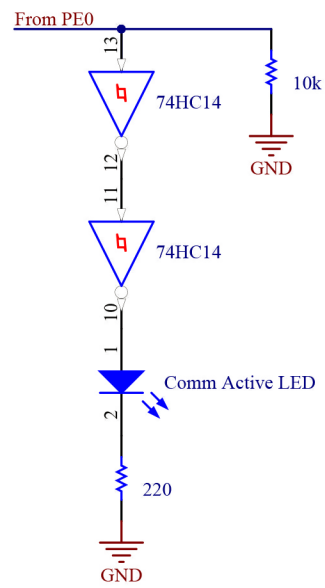 From PE0
13
74HC14
10k
GND
12
11
74HC14
10
1
Comm Active LED
2
220
GND